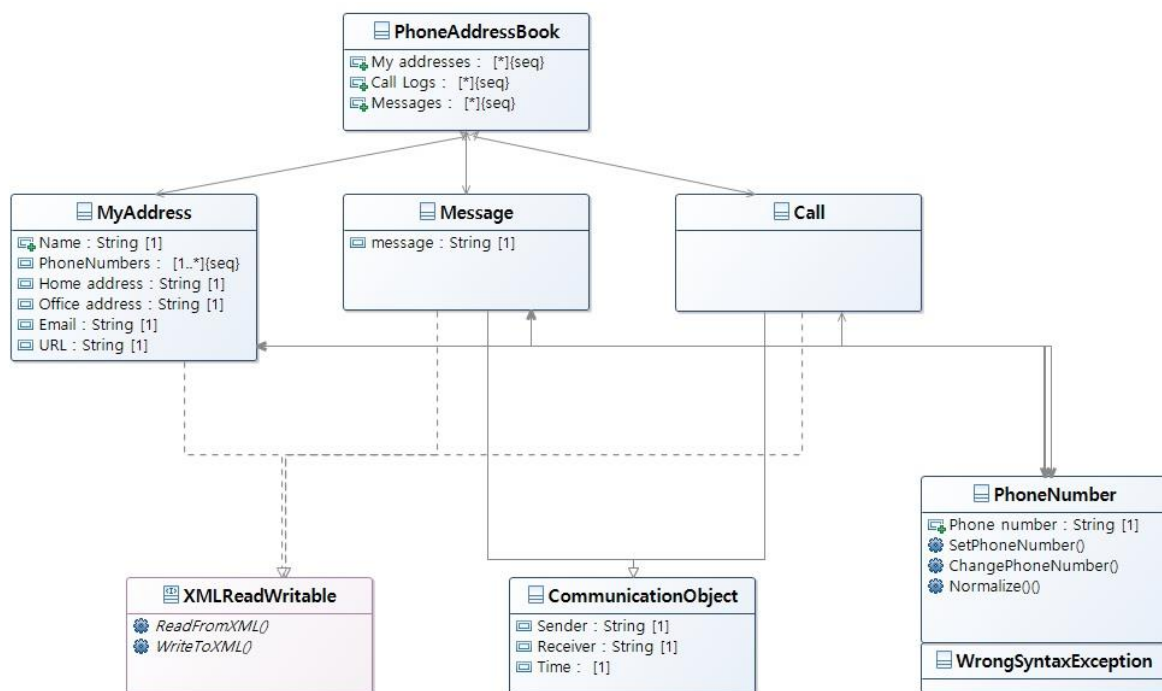 PhoneAddressBook
My addresses : [*]{seq}
Call Logs : [*]{seq}
Messages : [*]{seq}
MyAddress
Name : String [1]
PhoneNumbers : [1..*]{seq}
Home address : String [1]
Office address : String [1]
Email : String [1]
URL : String [1]
Message
message : String [1]
Call
PhoneNumber
Phone number : String [1]
SetPhoneNumber()
ChangePhoneNumber()
Normalize()()
XMLReadWritable
ReadFromXML()
WriteToXML()
CommunicationObject
Sender : String [1]
Receiver : String [1]
Time : [1]
WrongSyntaxException